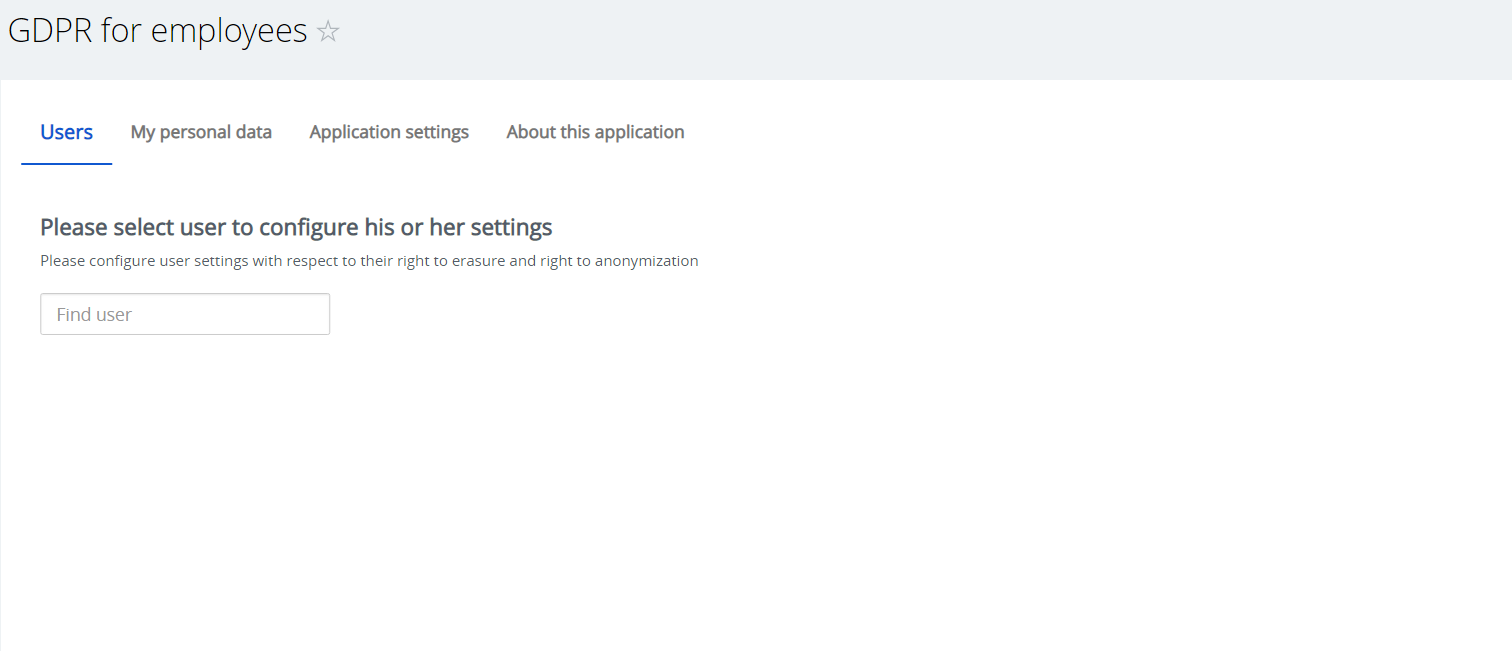 GDPR for employees
Users My personal data Application settings About this application
Please select user to configure his or her settings
Please configure user settings with respect to their right to erasure and right to anonymization
Find user